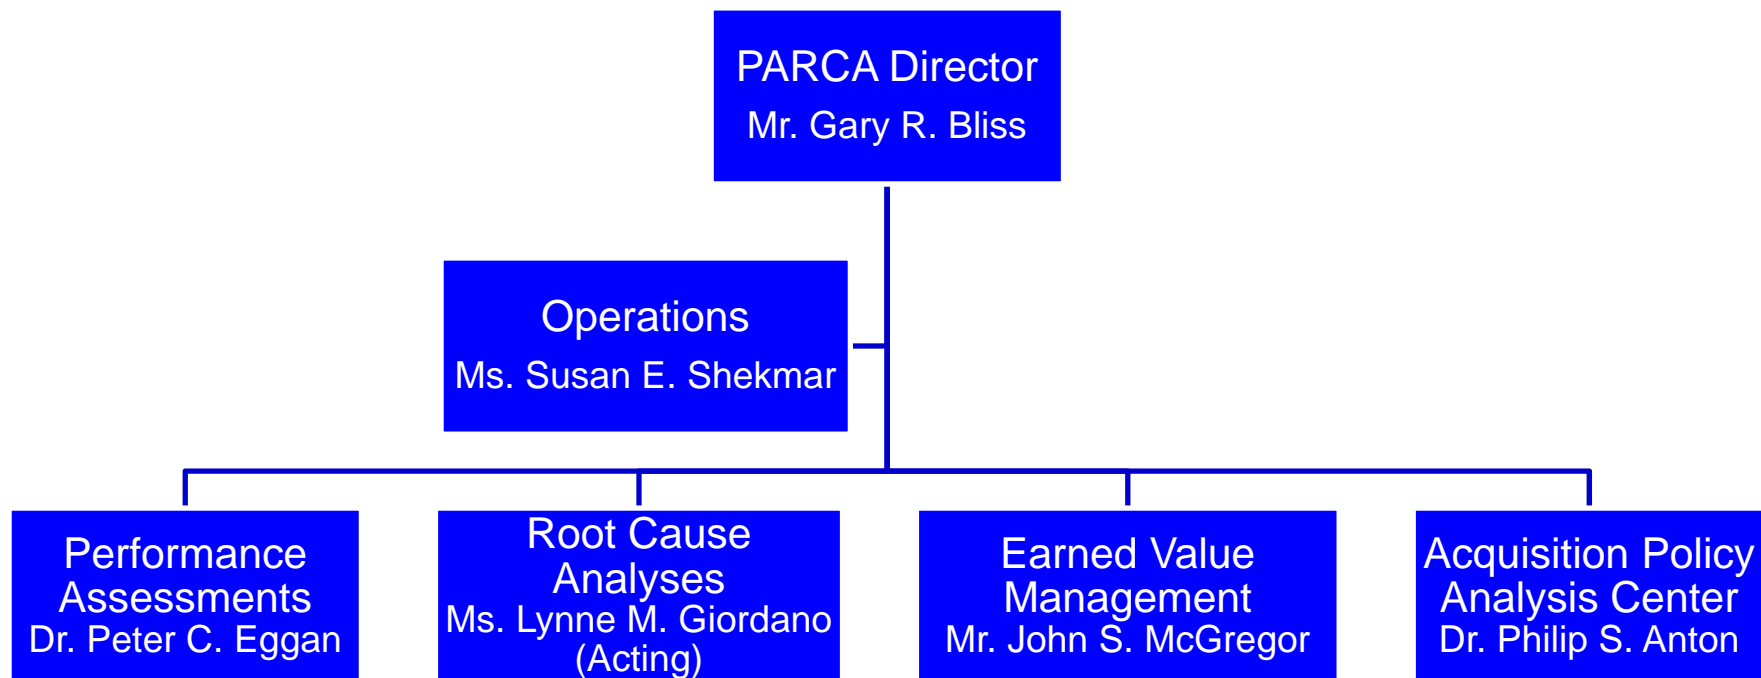 PARCA Director
Mr. Gary R. Bliss
Operations
Ms. Susan E. Shekmar
Performance
Assessments
Dr. Peter C. Eggan
Root Cause
Analyses
Ms. Lynne M. Giordano
(Acting)
Earned Value
Management
Mr. John S. McGregor
Acquisition Policy
Analysis Center
Dr. Philip S. Anton